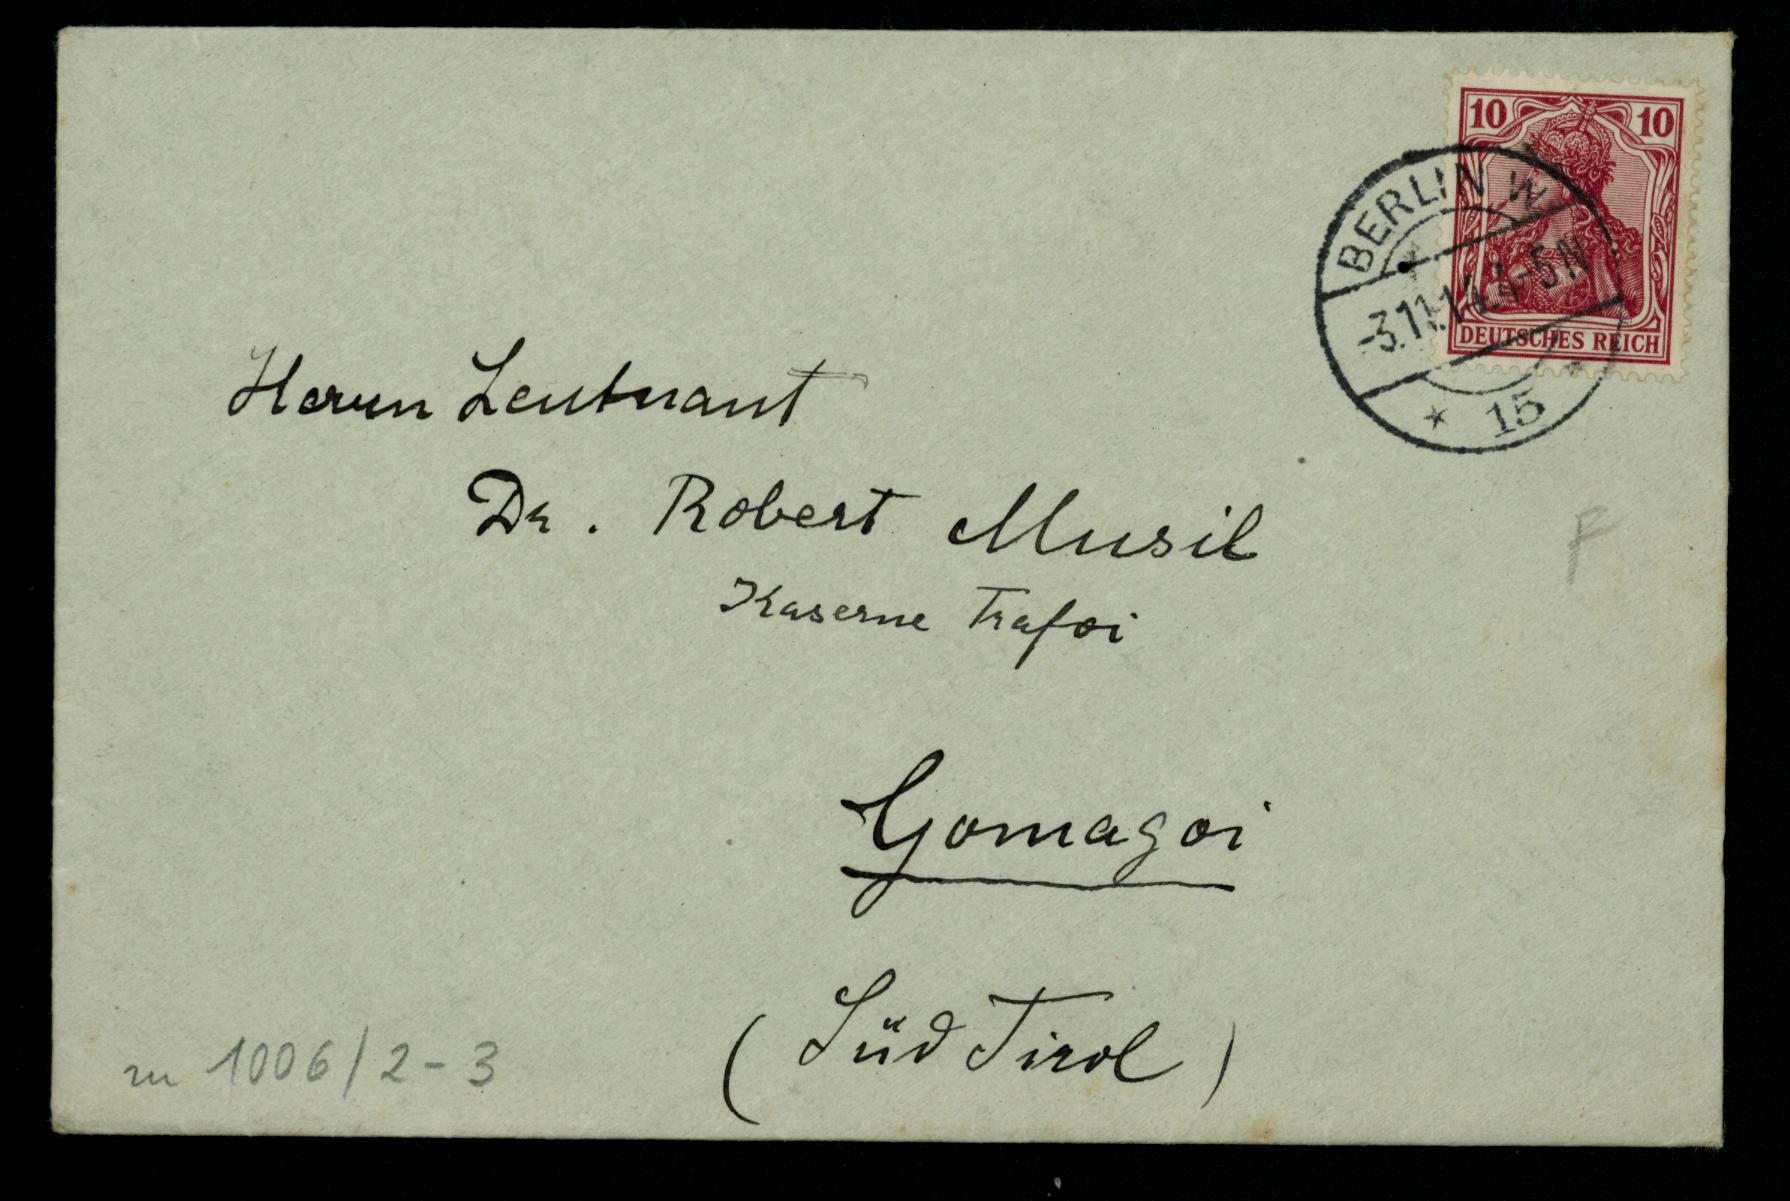 10 10
DEUTSCHES REICH
BERLIN W
-3.11.14.4-5N
* 15
Herrn Leutnant
Dr. Robert Musil
Kaserne Trafoi
F
Gomagoi
(Süd Tirol)
zu 1006/2-3